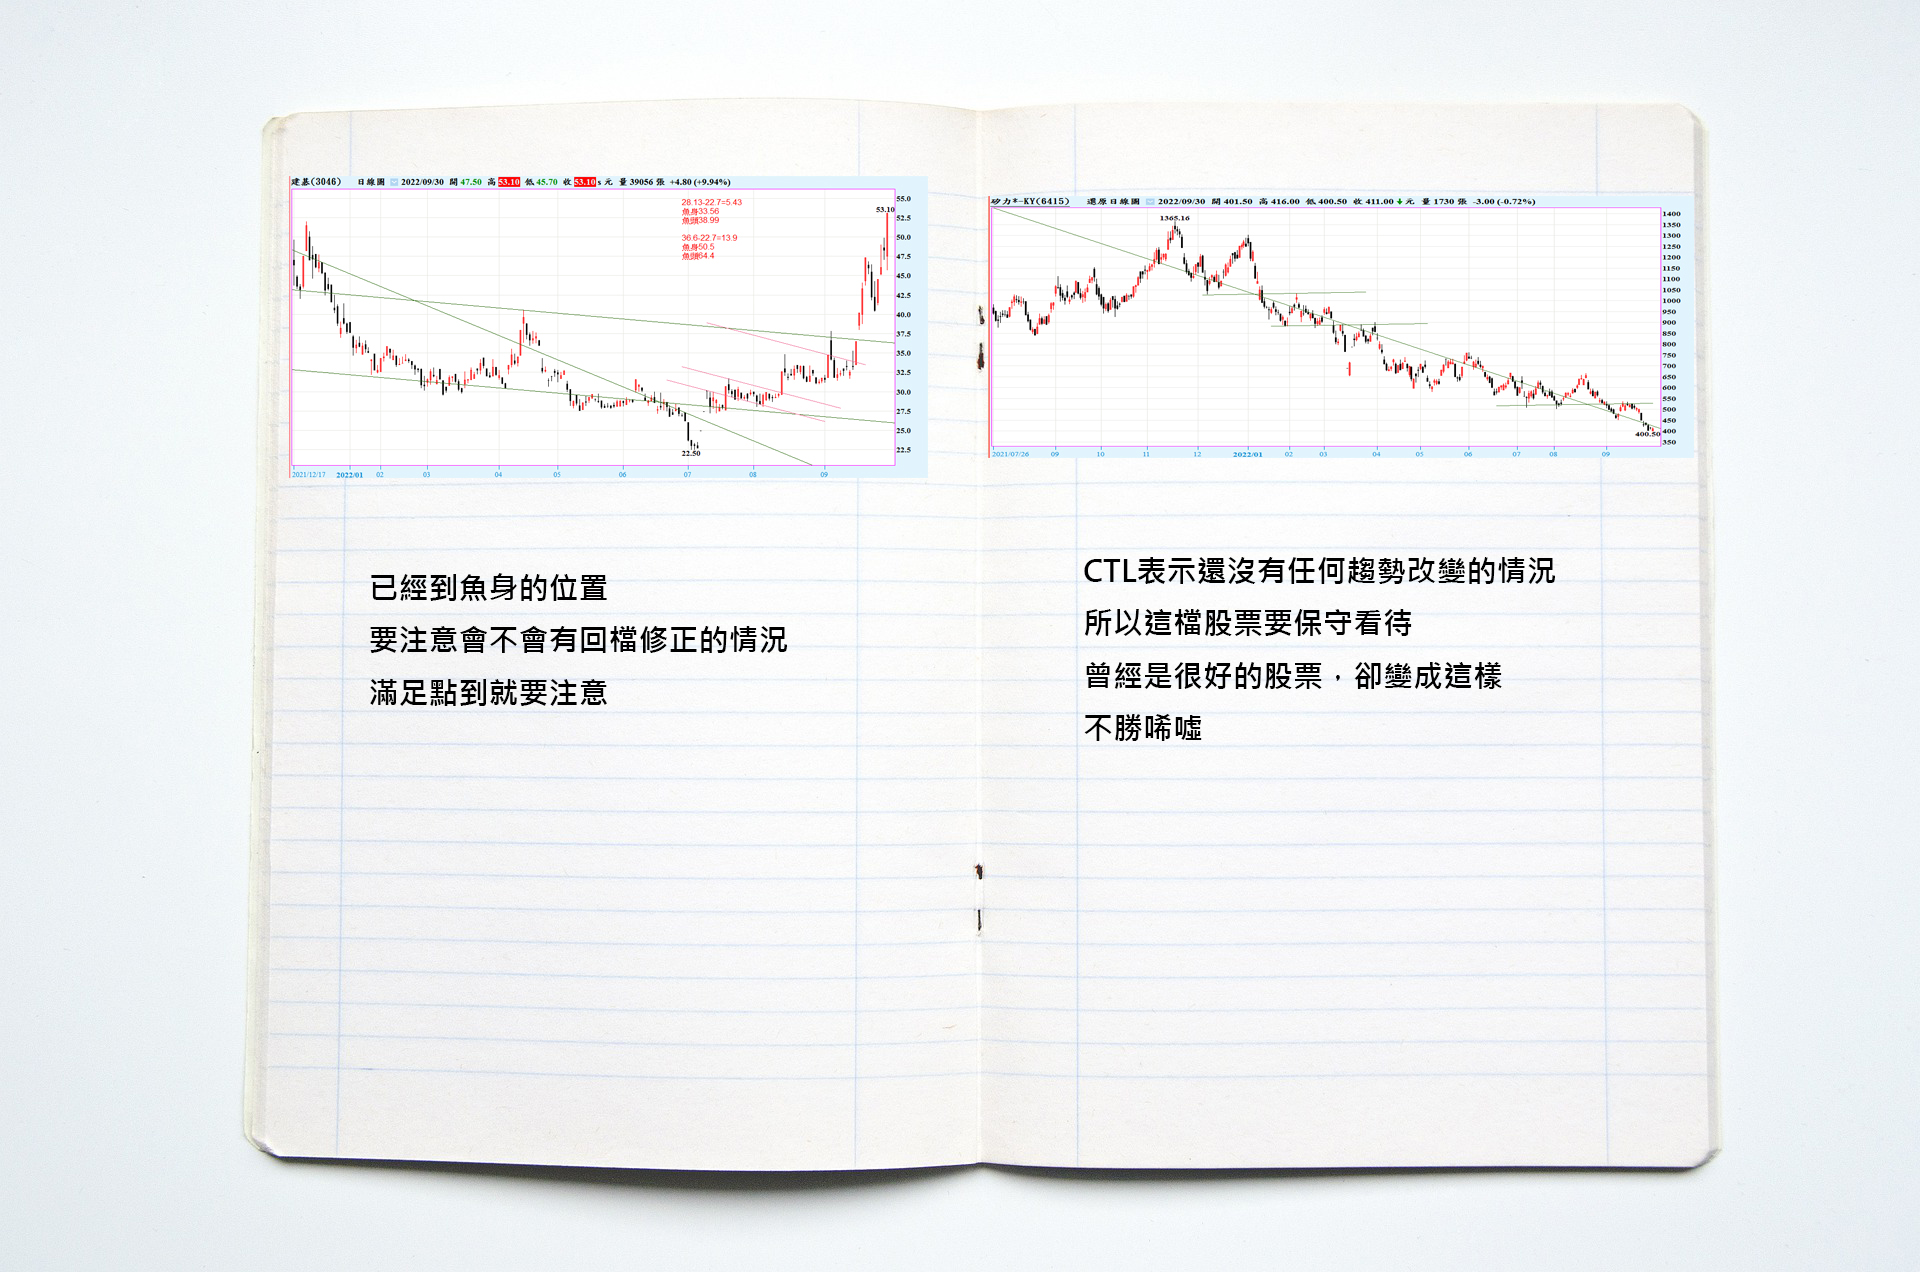 建碁(3046) 日線圖 2022/09/30 開 47.50 高 53.10 低 45.70 收 53.10 s 元 量 39056 張 +4.80 (+9.94%)
28.13-22.7=5.43
魚身33.56
魚頭38.99
36.6-22.7=13.9
魚身50.5
魚頭64.4
53.10
22.50
55.0
52.5
50.0
47.5
45.0
42.5
40.0
37.5
35.0
32.5
30.0
27.5
25.0
22.5
2021/12/17 2022/01 02 03 04 05 06 07 08 09
已經到魚身的位置
要注意會不會有回檔修正的情況
滿足點到就要注意
矽力*-KY(6415) 還原日線圖 2022/09/30 開 401.50 高 416.00 低 400.50 收 411.00 元 量 1730 張 -3.00 (-0.72%)
1365.16
400.50
1400
1350
1300
1250
1200
1150
1100
1050
1000
950
900
850
800
750
700
650
600
550
500
450
400
350
2021/07/26 09 10 11 12 2022/01 02 03 04 05 06 07 08 09
CTL表示還沒有任何趨勢改變的情況
所以這檔股票要保守看待
曾經是很好的股票，卻變成這樣
不勝唏噓